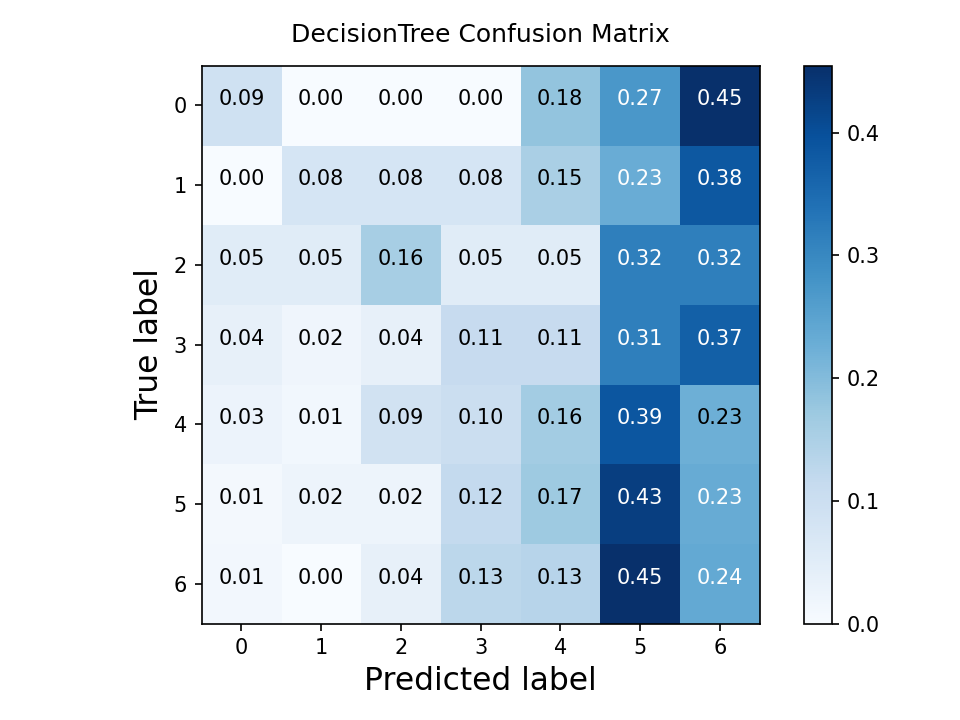 DecisionTree Confusion Matrix
0 0.09 0.00 0.00 0.00 0.18 0.27 0.45
1 0.00 0.08 0.08 0.08 0.15 0.23 0.38
2 0.05 0.05 0.16 0.05 0.05 0.32 0.32
3 0.04 0.02 0.04 0.11 0.11 0.31 0.37
4 0.03 0.01 0.09 0.10 0.16 0.39 0.23
5 0.01 0.02 0.02 0.12 0.17 0.43 0.23
6 0.01 0.00 0.04 0.13 0.13 0.45 0.24
0 1 2 3 4 5 6
Predicted label
True label
0.4
0.3
0.2
0.1
0.0